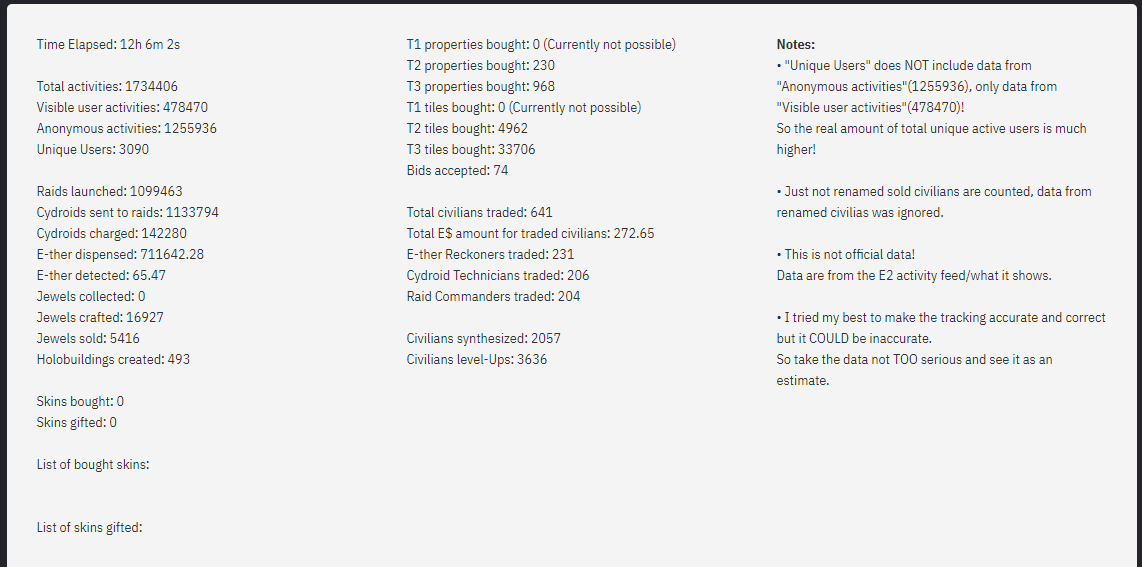 Time Elapsed: 12h 6m 2s
Total activities: 1734406
Visible user activities: 478470
Anonymous activities: 1255936
Unique Users: 3090
Raids launched: 1099463
Cydroids sent to raids: 1133794
Cydroids charged: 142280
E-ther dispensed: 711642.28
E-ther detected: 65.47
Jewels collected: 0
Jewels crafted: 16927
Jewels sold: 5416
Holobuildings created: 493
Skins bought: 0
Skins gifted: 0
List of bought skins:
List of skins gifted:
T1 properties bought: 0 (Currently not possible)
T2 properties bought: 230
T3 properties bought: 968
T1 tiles bought: 0 (Currently not possible)
T2 tiles bought: 4962
T3 tiles bought: 33706
Bids accepted: 74
Total civilians traded: 641
Total E$ amount for traded civilians: 272.65
E-ther Reckoners traded: 231
Cydroid Technicians traded: 206
Raid Commanders traded: 204
Civilians synthesized: 2057
Civilians level-Ups: 3636
Notes:
• "Unique Users" does NOT include data from
"Anonymous activities"(1255936), only data from
"Visible user activities"(478470)!
So the real amount of total unique active users is much
higher!
• Just not renamed sold civilians are counted, data from
renamed civilias was ignored.
• This is not official data!
Data are from the E2 activity feed/what it shows.
• I tried my best to make the tracking accurate and correct
but it COULD be inaccurate.
So take the data not TOO serious and see it as an
estimate.